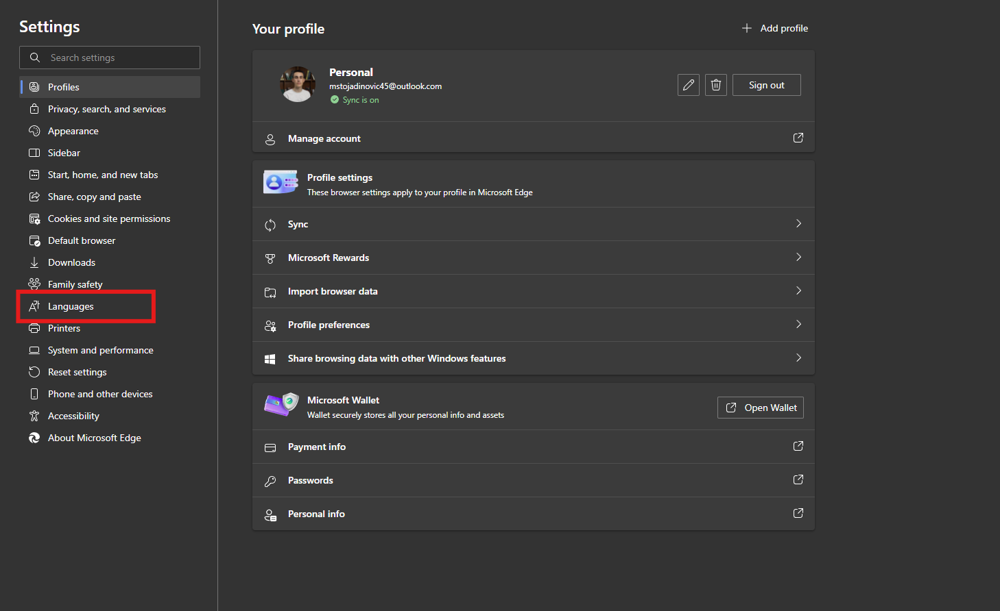 Settings
Search settings
Profiles
Privacy, search, and services
Appearance
Sidebar
Start, home, and new tabs
Share, copy and paste
Cookies and site permissions
Default browser
Downloads
Family safety
Languages
Printers
System and performance
Reset settings
Phone and other devices
Accessibility
About Microsoft Edge
Your profile
Add profile
Personal
mstojadinovic45@outlook.com
Sync is on
Sign out
Manage account
Profile settings
These browser settings apply to your profile in Microsoft Edge
Sync
Microsoft Rewards
Import browser data
Profile preferences
Share browsing data with other Windows features
Microsoft Wallet
Wallet securely stores all your personal info and assets
Open Wallet
Payment info
Passwords
Personal info